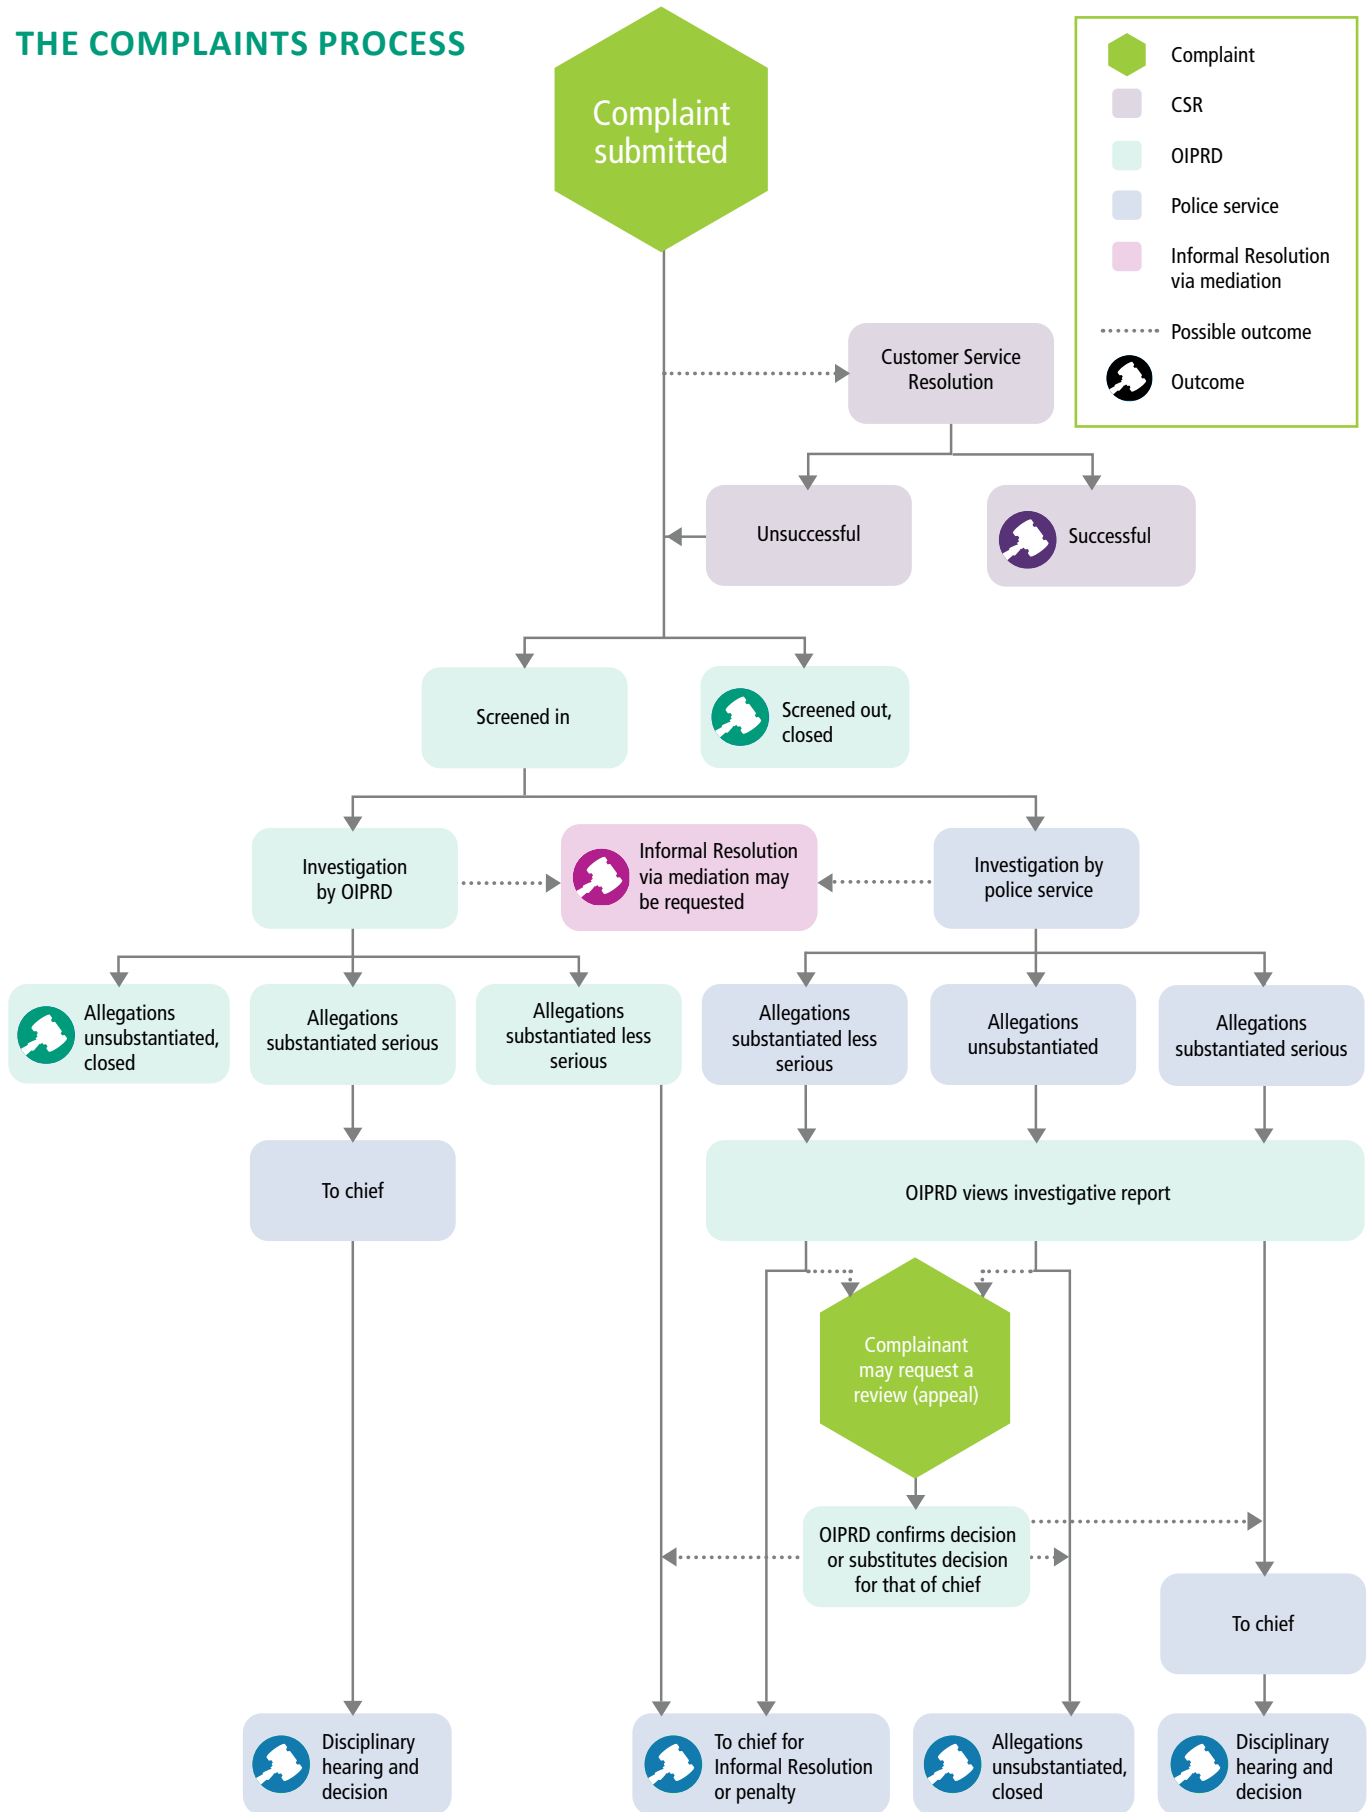 THE COMPLAINTS PROCESS
Complaint
submitted
Complaint
CSR
OIPRD
Police service
Informal Resolution
via mediation
Possible outcome
Outcome
Customer Service
Resolution
Unsuccessful
Successful
Screened in
Screened out,
closed
Investigation
by OIPRD
Informal Resolution
via mediation may
be requested
Investigation by
police service
Allegations
unsubstantiated,
closed
Allegations
substantiated serious
Allegations
substantiated less
serious
Allegations
substantiated less
serious
Allegations
unsubstantiated
Allegations
substantiated serious
To chief
OIPRD views investigative report
Complainant
may request a
review (appeal)
OIPRD confirms decision
or substitutes decision
for that of chief
To chief
Disciplinary
hearing and
decision
To chief for
Informal Resolution
or penalty
Allegations
unsubstantiated,
closed
Disciplinary
hearing and
decision